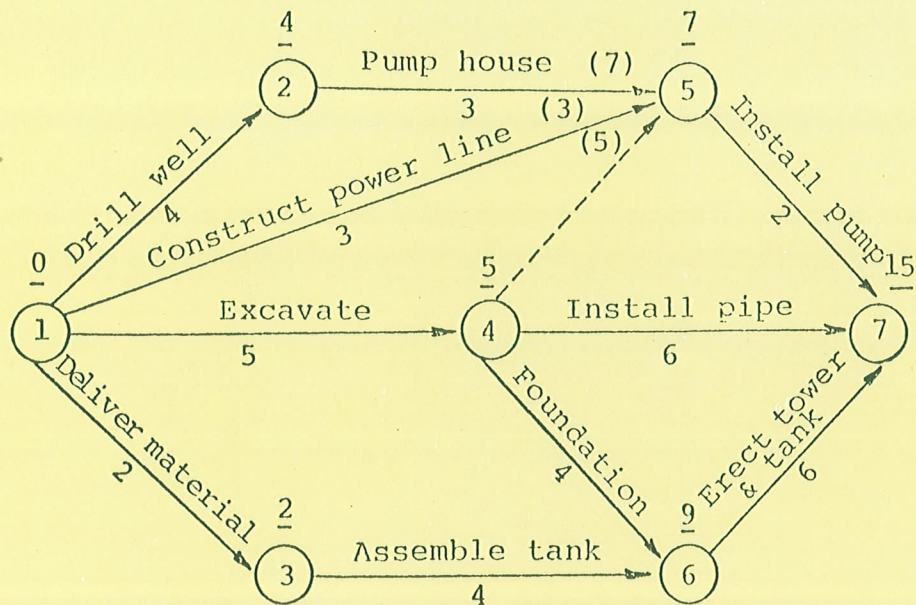 4
7
2
Pump house (7)
5
3 (3)
(5)
Drill well
4
Construct power line
3
Install pump
2
0
1
5
15
Excavate
5
4
Install pipe
6
7
Deliver material
2
Foundation
4
Erect tower
& tank
6
2
9
3
Assemble tank
4
6